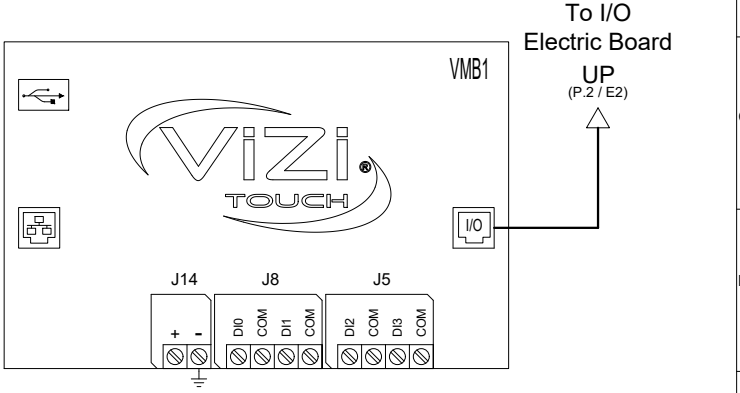 To I/O
Electric Board
UP
(P.2 / E2)
VMB1
ViZi®
TOUCH
I/O
J14 J8 J5
+ - DI0 COM DI1 COM DI2 COM DI3 COM